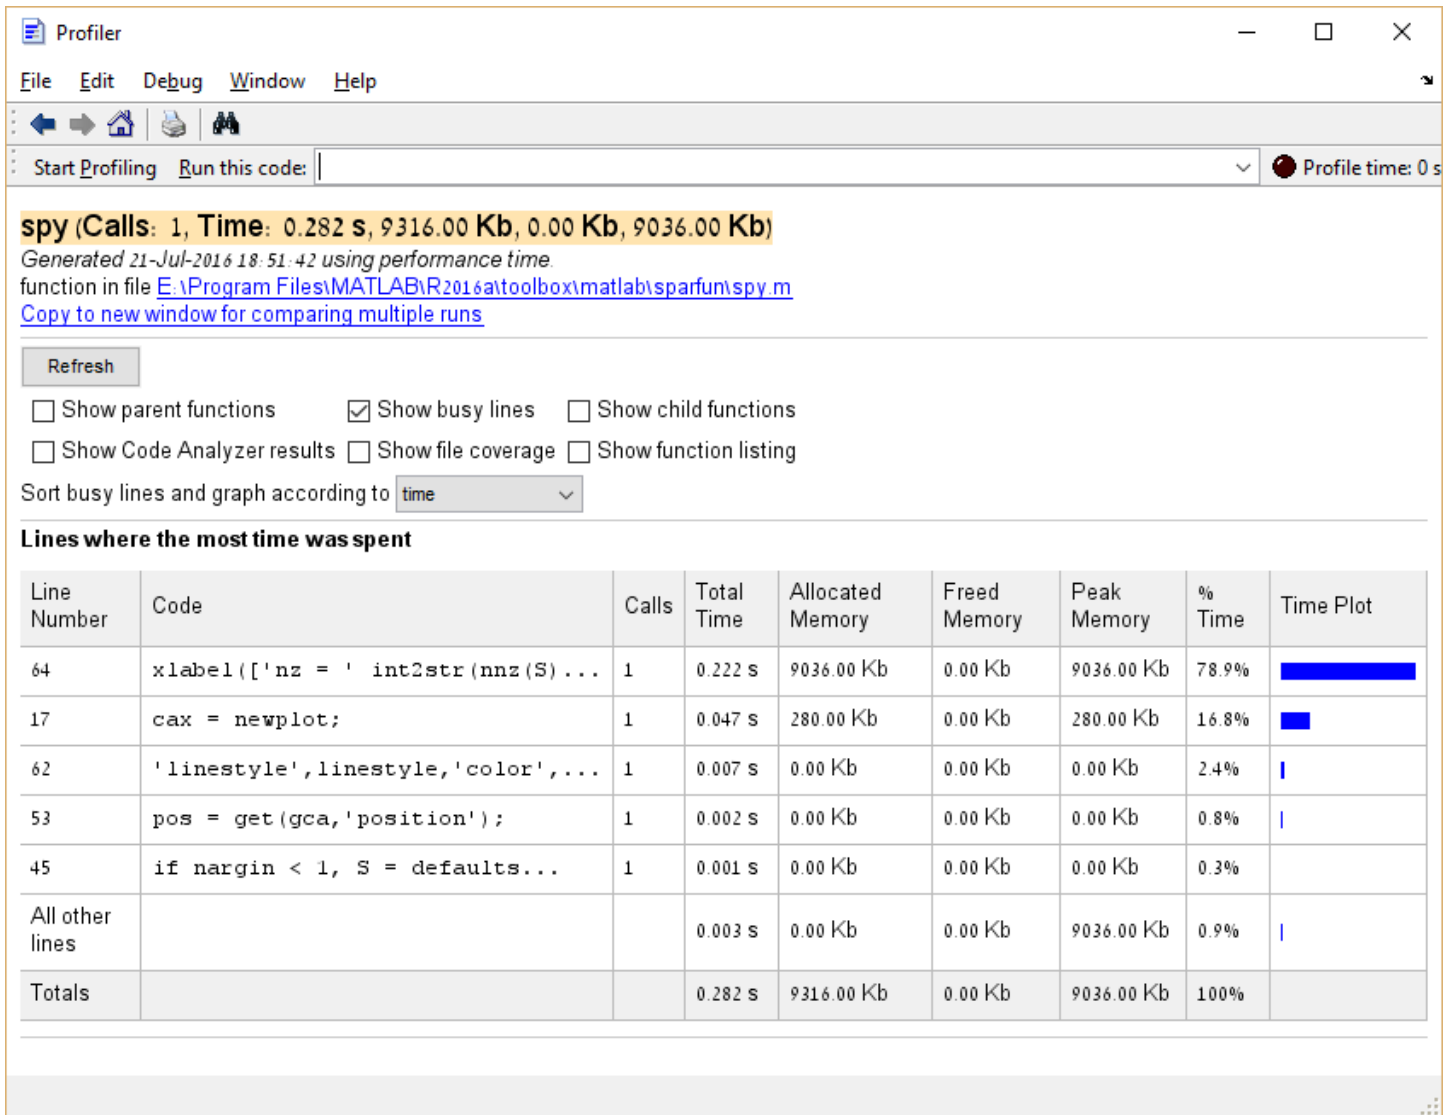 Profiler
File Edit Debug Window Help
Start Profiling Run this code: Profile time: 0 s
spy (Calls: 1, Time: 0.282 s, 9316.00 Kb, 0.00 Kb, 9036.00 Kb)
Generated 21-Jul-2016 18:51:42 using performance time.
function in file E:\Program Files\MATLAB\R2016a\toolbox\matlab\sparfun\spy.m
Copy to new window for comparing multiple runs
Refresh
Show parent functions Show busy lines Show child functions
Show Code Analyzer results Show file coverage Show function listing
Sort busy lines and graph according to time
Lines where the most time was spent
Line Number Code Calls Total Time Allocated Memory Freed Memory Peak Memory % Time Time Plot
64 xlabel(['nz = ' int2str(nnz(S)... 1 0.222 s 9036.00 Kb 0.00 Kb 9036.00 Kb 78.9%
17 cax = newplot; 1 0.047 s 280.00 Kb 0.00 Kb 280.00 Kb 16.8%
62 'linestyle',linestyle,'color',... 1 0.007 s 0.00 Kb 0.00 Kb 0.00 Kb 2.4%
53 pos = get(gca,'position'); 1 0.002 s 0.00 Kb 0.00 Kb 0.00 Kb 0.8%
45 if nargin < 1, S = defaults... 1 0.001 s 0.00 Kb 0.00 Kb 0.00 Kb 0.3%
All other lines 0.003 s 0.00 Kb 0.00 Kb 9036.00 Kb 0.9%
Totals 0.282 s 9316.00 Kb 0.00 Kb 9036.00 Kb 100%